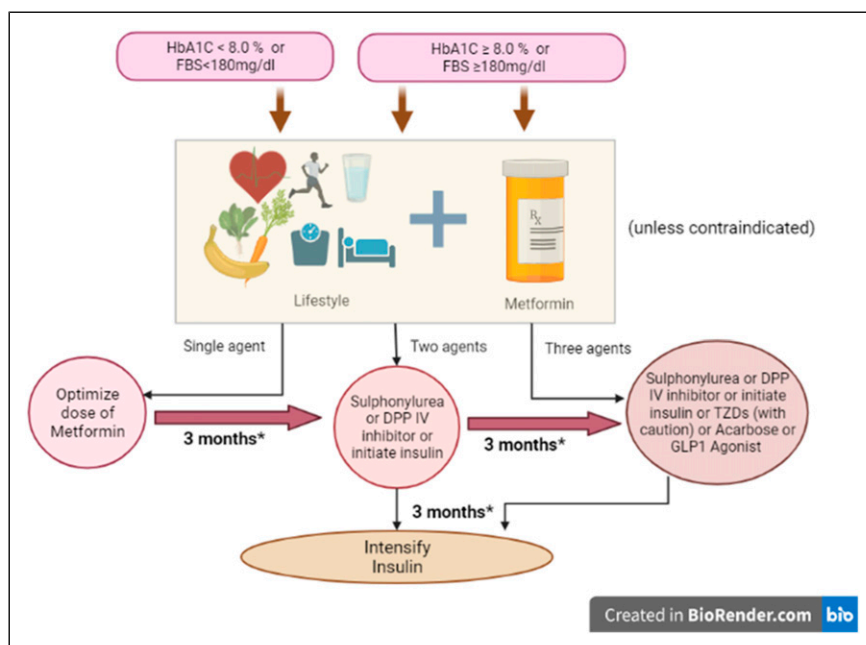 HbA1C < 8.0 % or
FBS<180mg/dl
HbA1C ≥ 8.0 % or
FBS ≥180mg/dl
Rx
(unless contraindicated)
Lifestyle
Metformin
Single agent
Two agents
Three agents
Optimize
dose of
Metformin
3 months*
Sulphonylurea
or DPP IV
inhibitor or
initiate insulin
3 months*
Sulphonylurea or DPP
IV inhibitor or initiate
insulin or TZDs (with
caution) or Acarbose or
GLP1 Agonist
3 months*
Intensify
Insulin
Created in BioRender.com bio